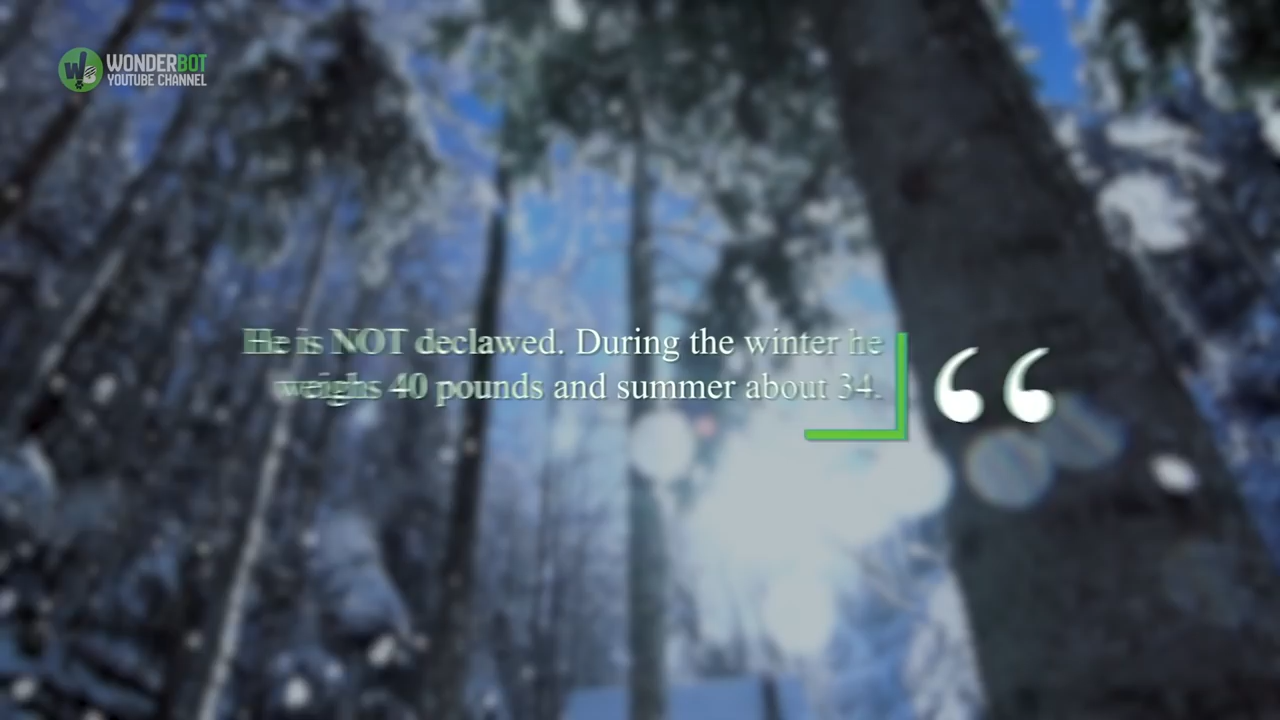 WONDERBOT
YOUTUBE CHANNEL
He is NOT declawed. During the winter he
weighs 40 pounds and summer about 34.
“